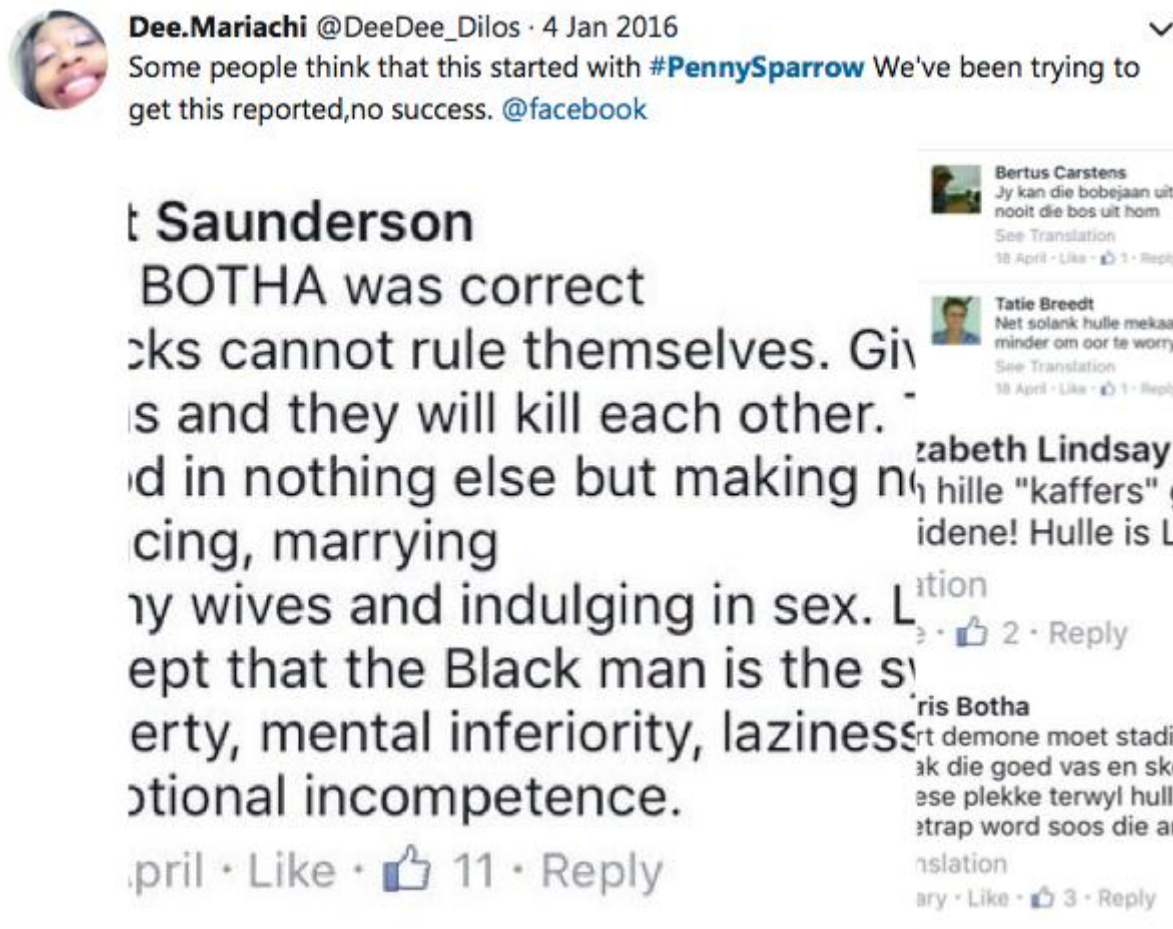 Dee.Mariachi @DeeDee_Dilos · 4 Jan 2016
Some people think that this started with #PennySparrow We've been trying to
get this reported,no success. @facebook
t Saunderson
BOTHA was correct
cks cannot rule themselves. Giv
s and they will kill each other.
d in nothing else but making n
cing, marrying
ny wives and indulging in sex. L
ept that the Black man is the sy
erty, mental inferiority, laziness
otional incompetence.
pril · Like · 11 · Reply
Bertus Carstens
Jy kan die bobejaan uit
nooit die bos uit hom
See Translation
18 April · Like · 1 · Reply
Tatie Breedt
Net solank hulle mekaa
minder om oor te worry
See Translation
18 April · Like · 1 · Reply
zabeth Lindsay
hille "kaffers"
idene! Hulle is L
ation
· 2 · Reply
ris Botha
rt demone moet stadi
ak die goed vas en sk
ese plekke terwyl hull
etrap word soos die a
nslation
ary · Like · 3 · Reply